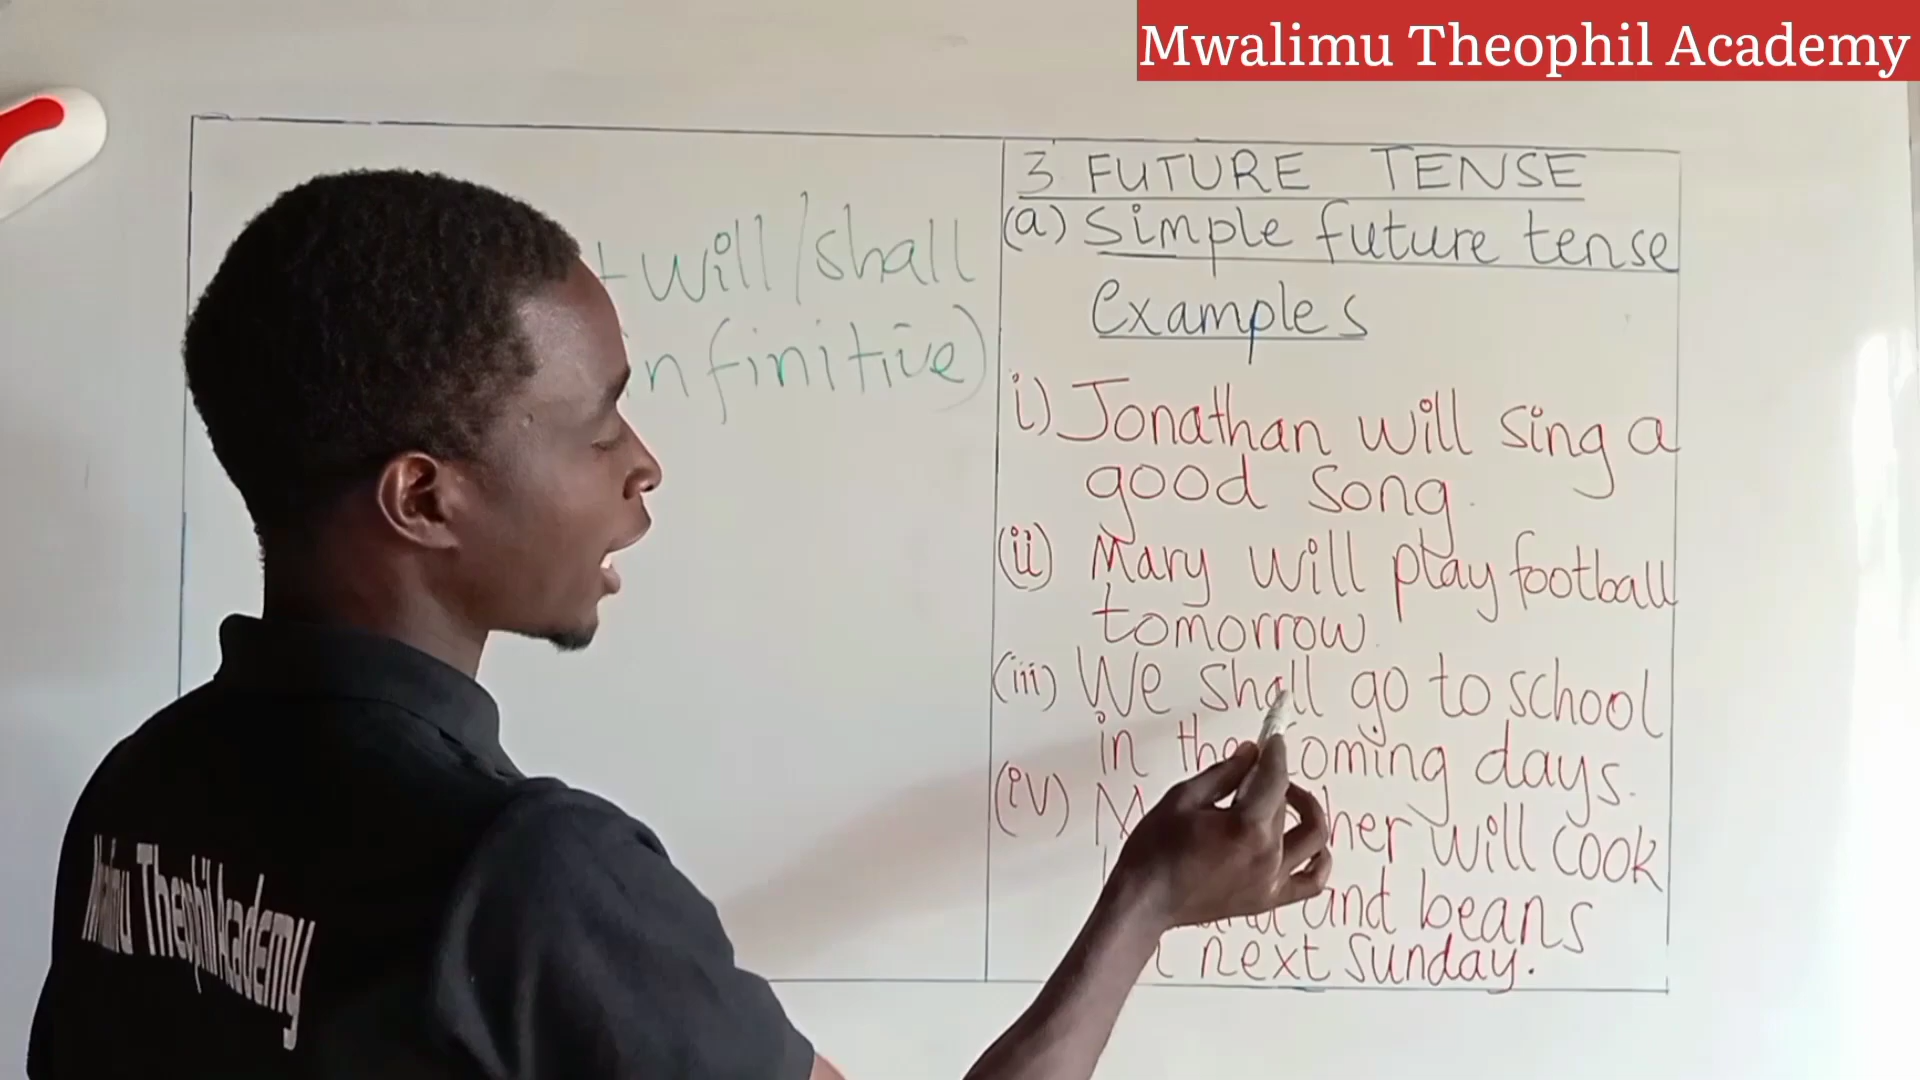 Mwalimu Theophil Academy
+ will/shall
infinitive)
3 FUTURE TENSE
(a) Simple future tense
Examples
i) Jonathan will sing a
good song.
(ii) Mary will play football
tomorrow.
(iii) We shall go to school
in the coming days.
(iv) will cook
and beans
next Sunday.
Mwalimu Theophil Academy